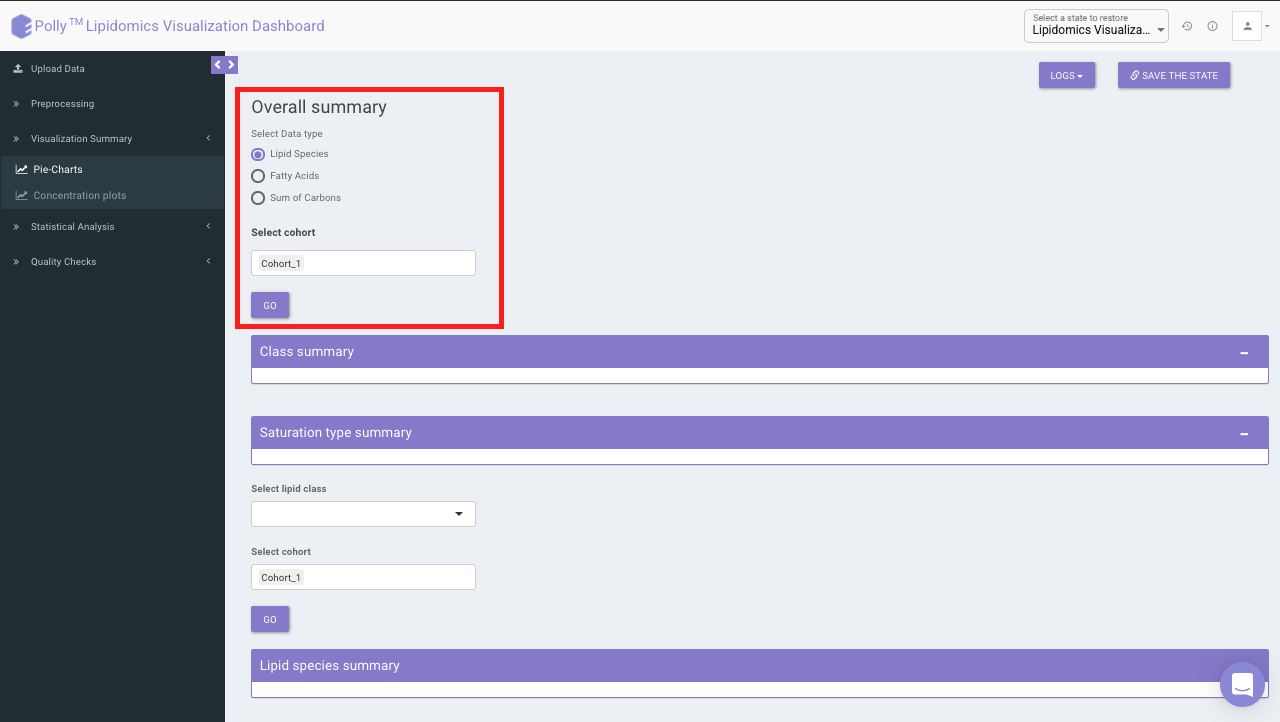 Polly™ Lipidomics Visualization Dashboard
Select a state to restore
Lipidomics Visualiza...
Upload Data
Preprocessing
Visualization Summary
Pie-Charts
Concentration plots
Statistical Analysis
Quality Checks
LOGS
SAVE THE STATE
Overall summary
Select Data type
Lipid Species
Fatty Acids
Sum of Carbons
Select cohort
Cohort_1
GO
Class summary
Saturation type summary
Select lipid class
Select cohort
Cohort_1
GO
Lipid species summary